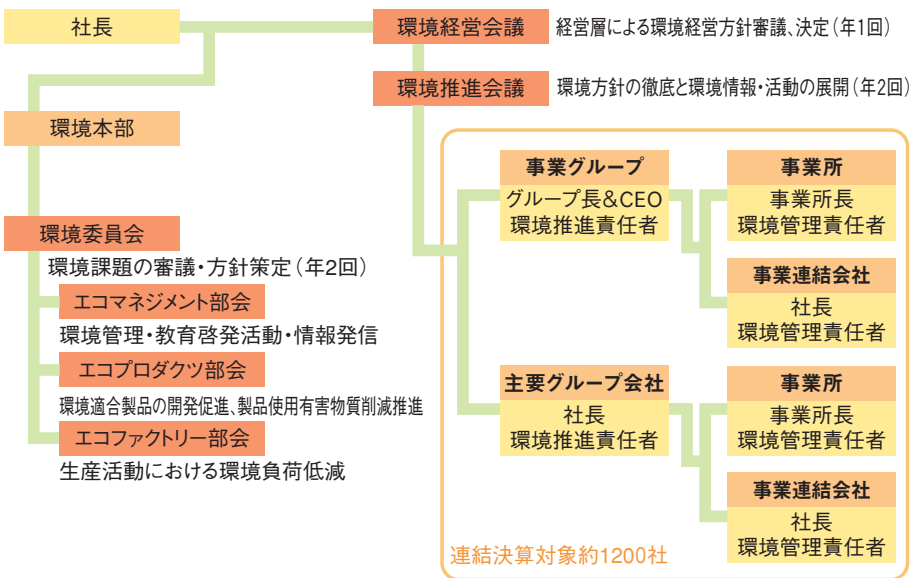 社長
環境経営会議
経営層による環境経営方針審議、決定（年1回）
環境推進会議
環境方針の徹底と環境情報・活動の展開（年2回）
環境本部
環境委員会
環境課題の審議・方針策定（年2回）
エコマネジメント部会
環境管理・教育啓発活動・情報発信
エコプロダクツ部会
環境適合製品の開発促進、製品使用有害物質削減推進
エコファクトリー部会
生産活動における環境負荷低減
事業グループ
グループ長&CEO
環境推進責任者
事業所
事業所長
環境管理責任者
事業連結会社
社長
環境管理責任者
主要グループ会社
社長
環境推進責任者
事業所
事業所長
環境管理責任者
事業連結会社
社長
環境管理責任者
連結決算対象約1200社